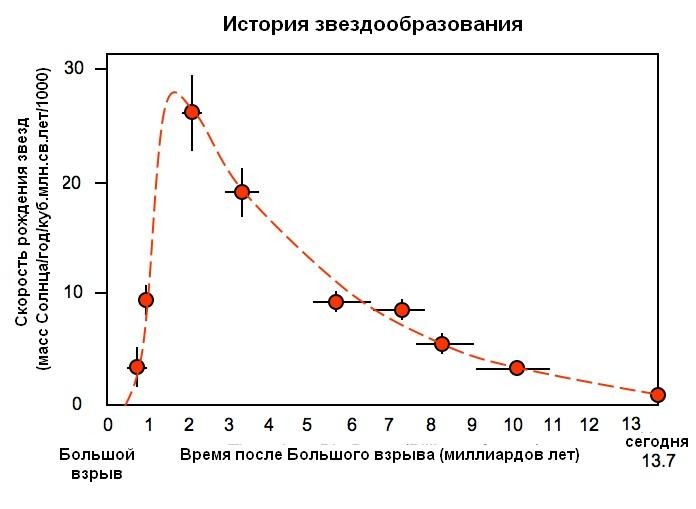 История звездообразования
Скорость рождения звезд
(масс Солнца/год/куб.млн.св.лет/1000)
30
20
10
0
0 1 2 3 4 5 6 7 8 9 10 11 12 13
сегодня
13.7
Большой
взрыв
Время после Большого взрыва (миллиардов лет)